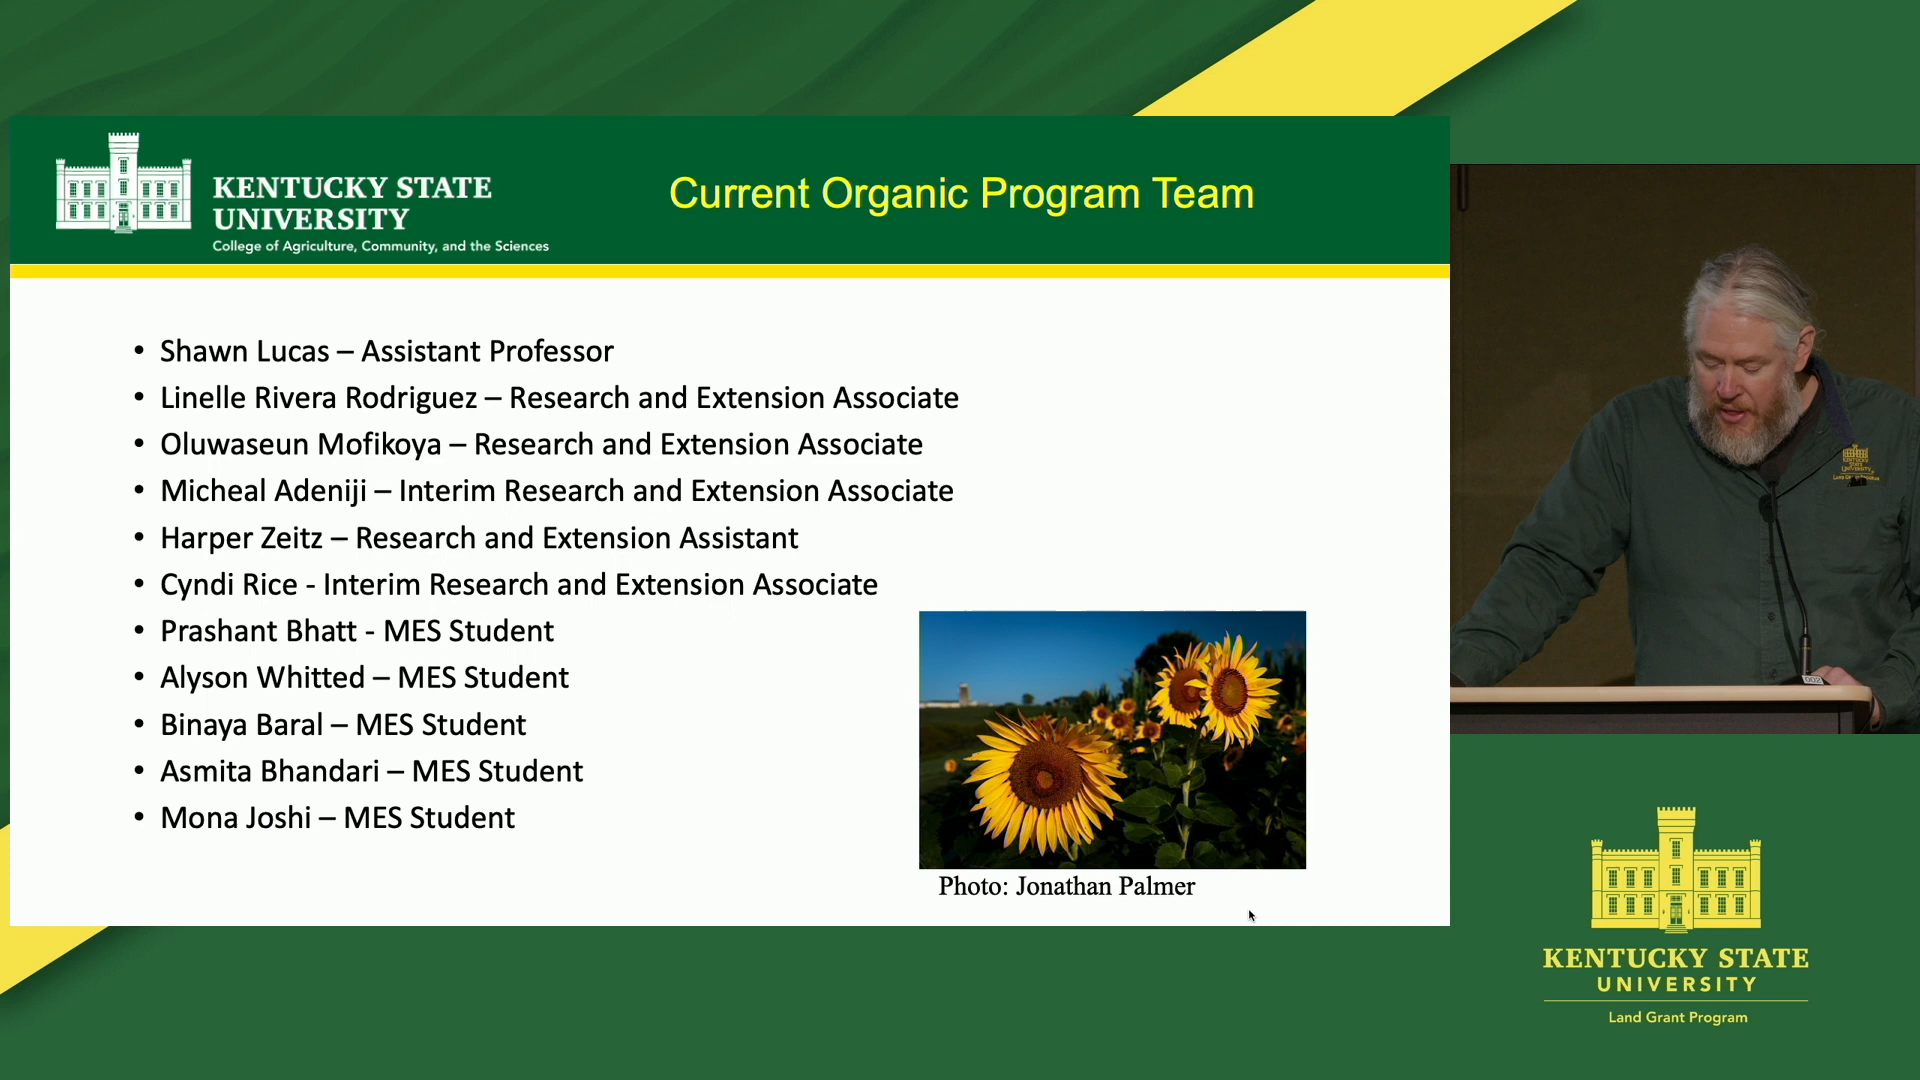 KENTUCKY STATE
UNIVERSITY
College of Agriculture, Community, and the Sciences
Current Organic Program Team
• Shawn Lucas – Assistant Professor
• Linelle Rivera Rodriguez – Research and Extension Associate
• Oluwaseun Mofikoya – Research and Extension Associate
• Micheal Adeniji – Interim Research and Extension Associate
• Harper Zeitz – Research and Extension Assistant
• Cyndi Rice - Interim Research and Extension Associate
• Prashant Bhatt - MES Student
• Alyson Whitted – MES Student
• Binaya Baral – MES Student
• Asmita Bhandari – MES Student
• Mona Joshi – MES Student
Photo: Jonathan Palmer
KENTUCKY
STATE
UNIVERSITY
002
KENTUCKY STATE
UNIVERSITY
Land Grant Program